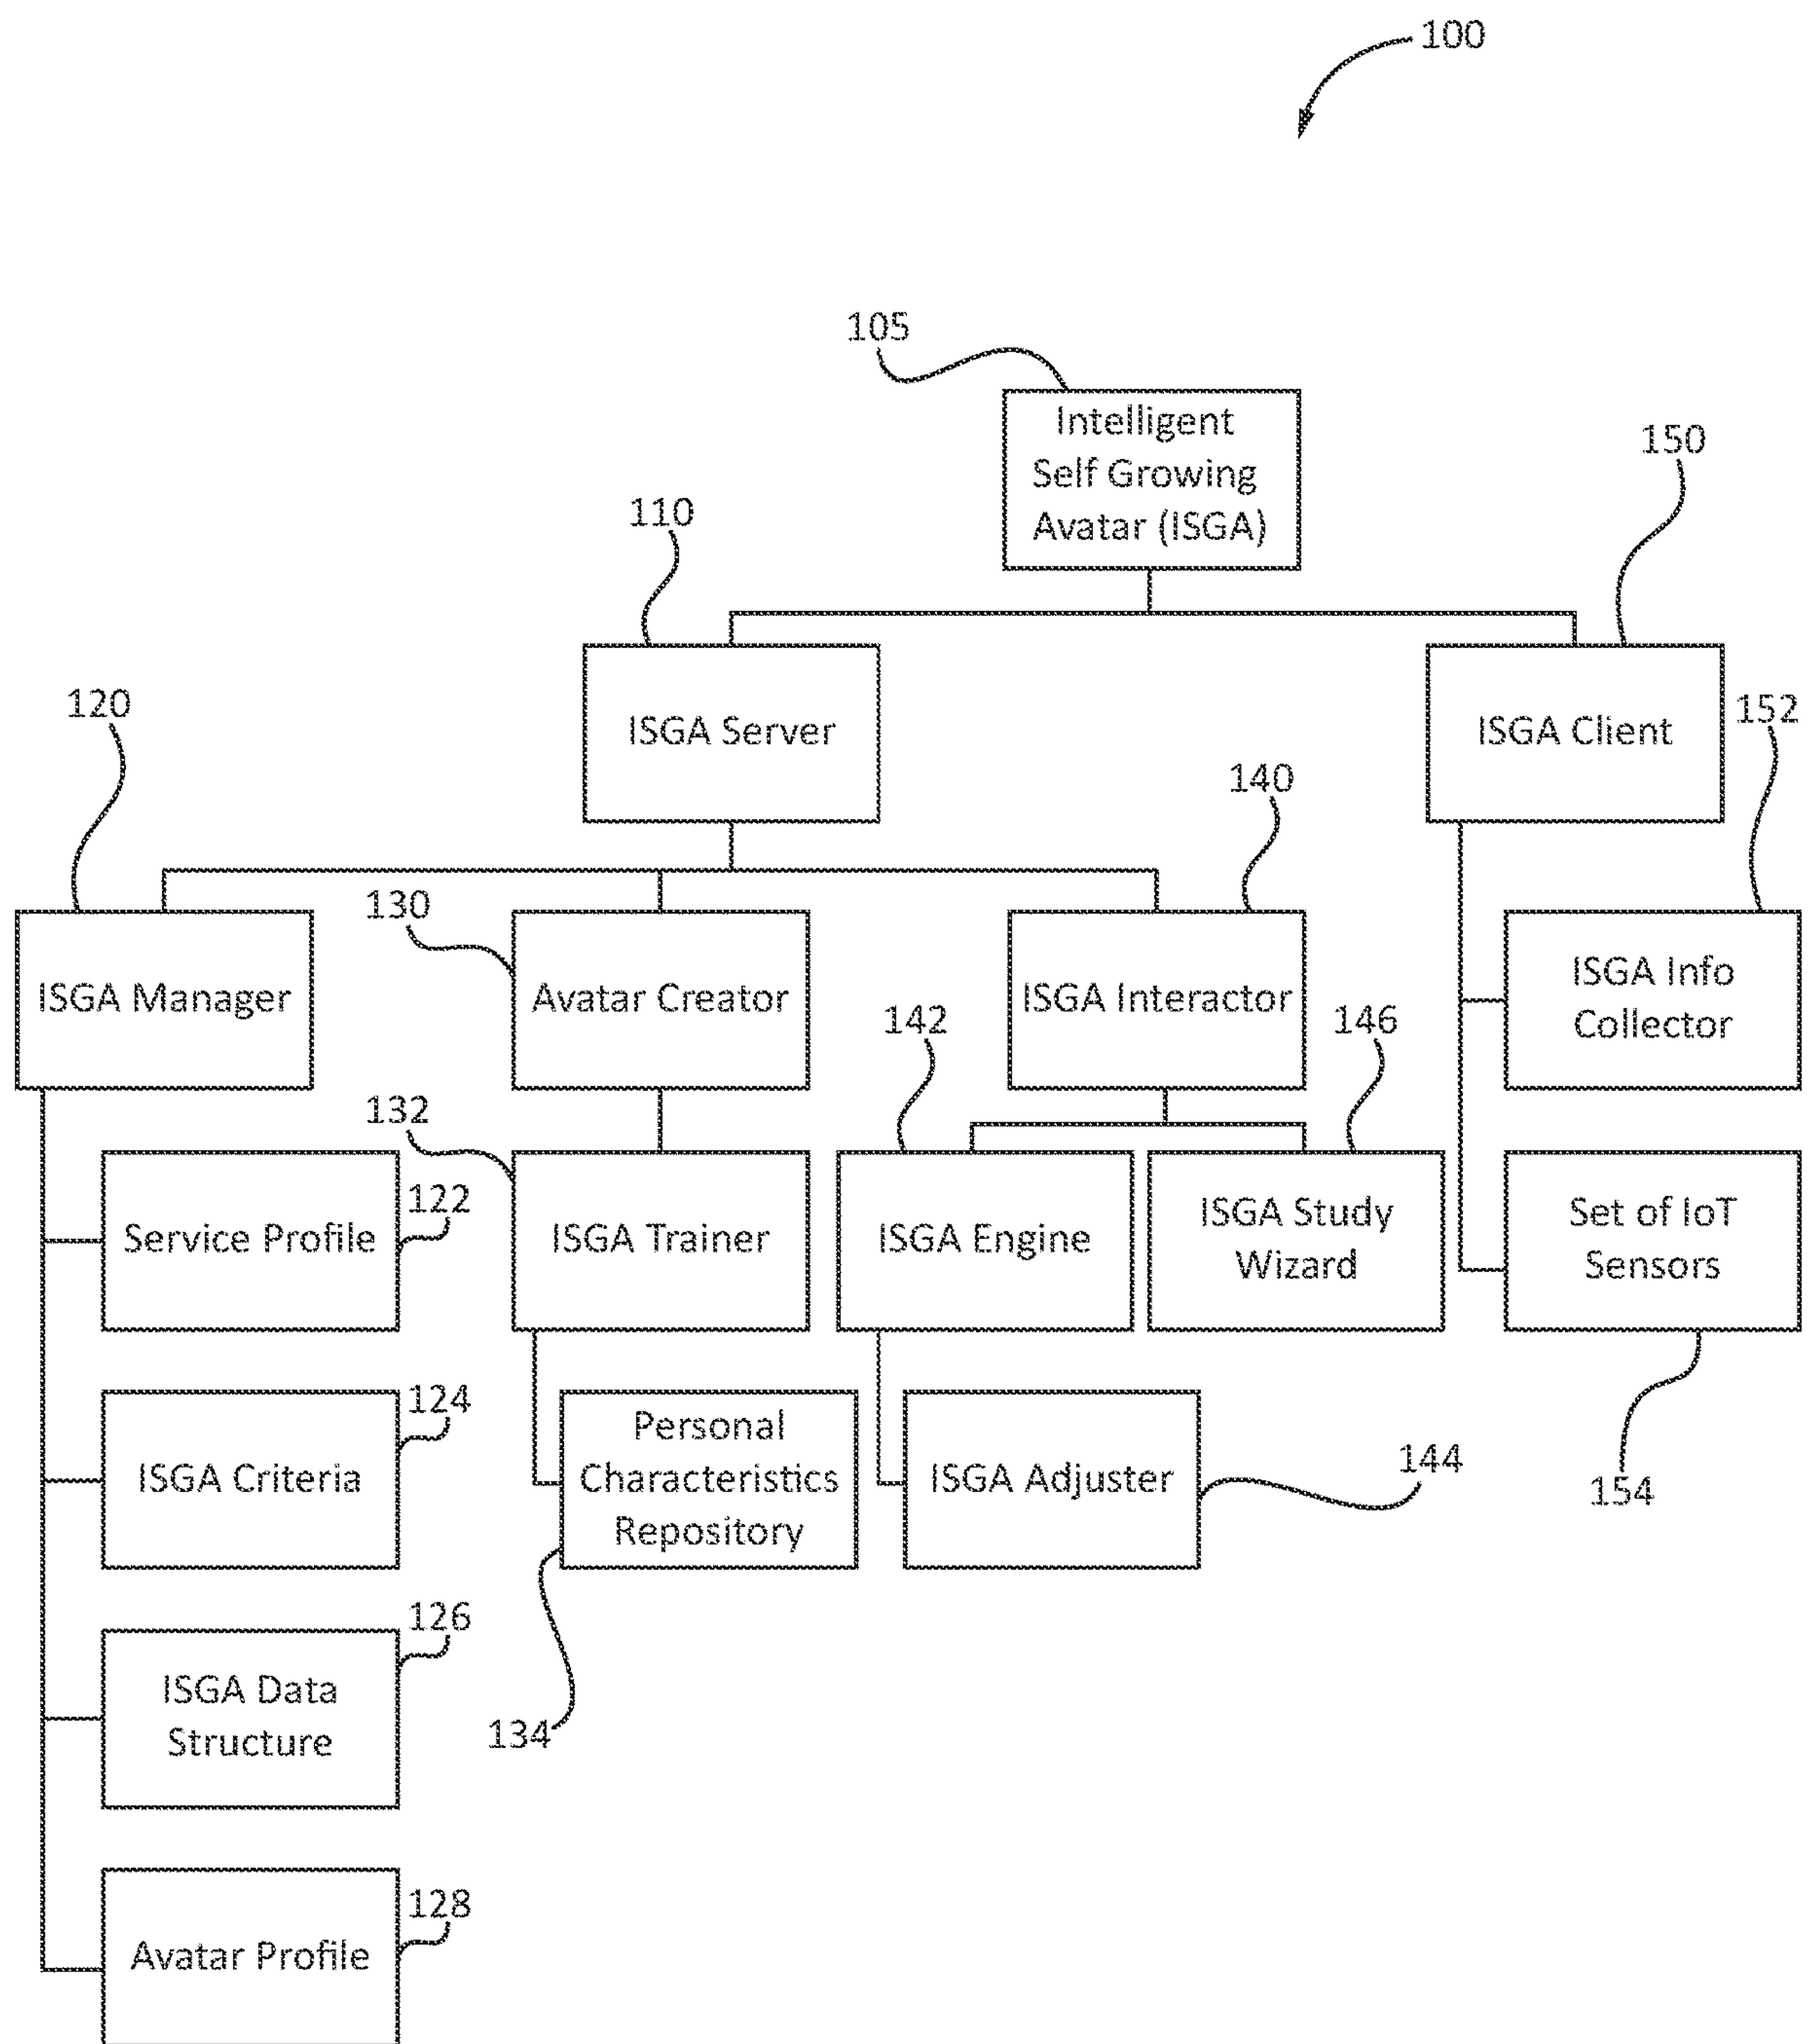 100
105
Intelligent
Self Growing
Avatar (ISGA)
150
110
ISGA Server
ISGA Client
120
152
140
130
ISGA Manager
Avatar Creator
ISGA Interactor
ISGA Info
Collector
142
146
132
122
Service Profile
ISGA Trainer
ISGA Engine
ISGA Study
Wizard
Set of IoT
Sensors
124
ISGA Criteria
Personal
Characteristics
Repository
ISGA Adjuster
144
154
126
ISGA Data
Structure
134
128
Avatar Profile